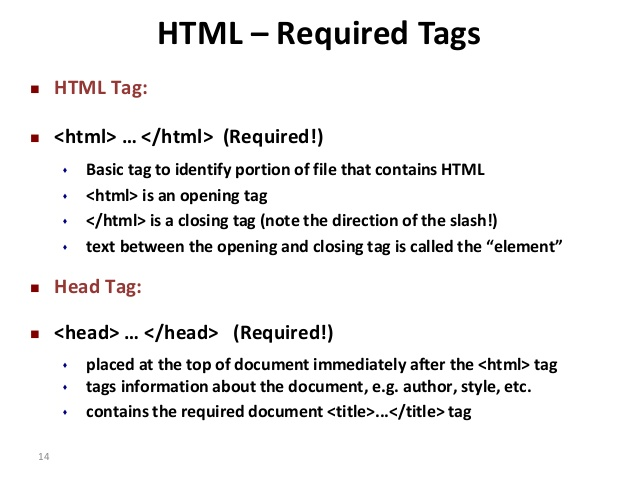 HTML – Required Tags
HTML Tag:
<html> … </html>  (Required!)
Basic tag to identify portion of file that contains HTML
<html> is an opening tag
</html> is a closing tag (note the direction of the slash!)
text between the opening and closing tag is called the “element”
Head Tag:
<head> … </head>   (Required!)
placed at the top of document immediately after the <html> tag
tags information about the document, e.g. author, style, etc.
contains the required document <title>...</title> tag
14